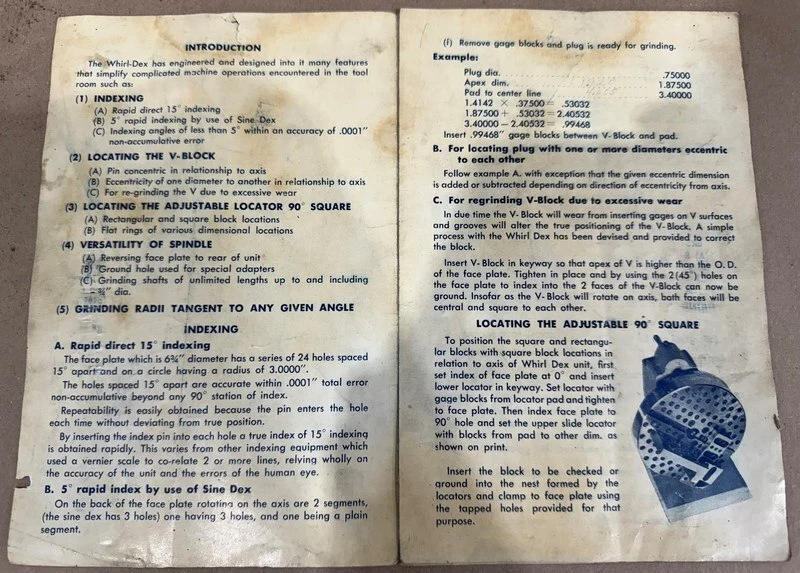 INTRODUCTION
The Whirl-Dex has engineered and designed into it many features
that simplify complicated machine operations encountered in the tool
room such as:
(1) INDEXING
(A) Rapid direct 15° indexing
(B) 5° rapid indexing by use of Sine Dex
(C) Indexing angles of less than 5° within an accuracy of .0001"
non-accumulative error
(2) LOCATING THE V-BLOCK
(A) Pin concentric in relationship to axis
(B) Eccentricity of one diameter to another in relationship to axis
(C) For re-grinding the V due to excessive wear
(3) LOCATING THE ADJUSTABLE LOCATOR 90° SQUARE
(A) Rectangular and square block locations
(B) Flat rings of various dimensional locations
(4) VERSATILITY OF SPINDLE
(A) Reversing face plate to rear of unit
(B) Ground hole used for special adapters
(C) Grinding shafts of unlimited lengths up to and including
¾" dia.
(5) GRINDING RADII TANGENT TO ANY GIVEN ANGLE
INDEXING
A. Rapid direct 15° indexing
The face plate which is 6¾" diameter has a series of 24 holes spaced
15° apart and on a circle having a radius of 3.0000".
The holes spaced 15° apart are accurate within .0001" total error
non-accumulative beyond any 90° station of index.
Repeatability is easily obtained because the pin enters the hole
each time without deviating from true position.
By inserting the index pin into each hole a true index of 15° indexing
is obtained rapidly. This varies from other indexing equipment which
used a vernier scale to co-relate 2 or more lines, relying wholly on
the accuracy of the unit and the errors of the human eye.
B. 5° rapid index by use of Sine Dex
On the back of the face plate rotating on the axis are 2 segments,
(the sine dex has 3 holes) one having 3 holes, and one being a plain
segment.
(f) Remove gage blocks and plug is ready for grinding.
Example:
Plug dia. .75000
Apex dim. 1.87500
Pad to center line 3.40000
1.4142 × .37500 = .53032
1.87500 + .53032 = 2.40532
3.40000 – 2.40532 = .99468
Insert .99468" gage blocks between V-Block and pad.
B. For locating plug with one or more diameters eccentric
to each other
Follow example A. with exception that the given eccentric dimension
is added or subtracted depending on direction of eccentricity from axis.
C. For regrinding V-Block due to excessive wear
In due time the V-Block will wear from inserting gages on V surfaces
and grooves will alter the true positioning of the V-Block. A simple
process with the Whirl Dex has been devised and provided to correct
the block.
Insert V-Block in keyway so that apex of V is higher than the O. D.
of the face plate. Tighten in place and by using the 2(45°) holes on
the face plate to index into the 2 faces of the V-Block can now be
ground. Insofar as the V-Block will rotate on axis, both faces will be
central and square to each other.
LOCATING THE ADJUSTABLE 90° SQUARE
To position the square and rectangu-
lar blocks with square block locations in
relation to axis of Whirl Dex unit, first
set index of face plate at 0° and insert
lower locator in keyway. Set locator with
gage blocks from locator pad and tighten
to face plate. Then index face plate to
90° hole and set the upper slide locator
with blocks from pad to other dim. as
shown on print.
Insert the block to be checked or
ground into the nest formed by the
locators and clamp to face plate using
the tapped holes provided for that
purpose.